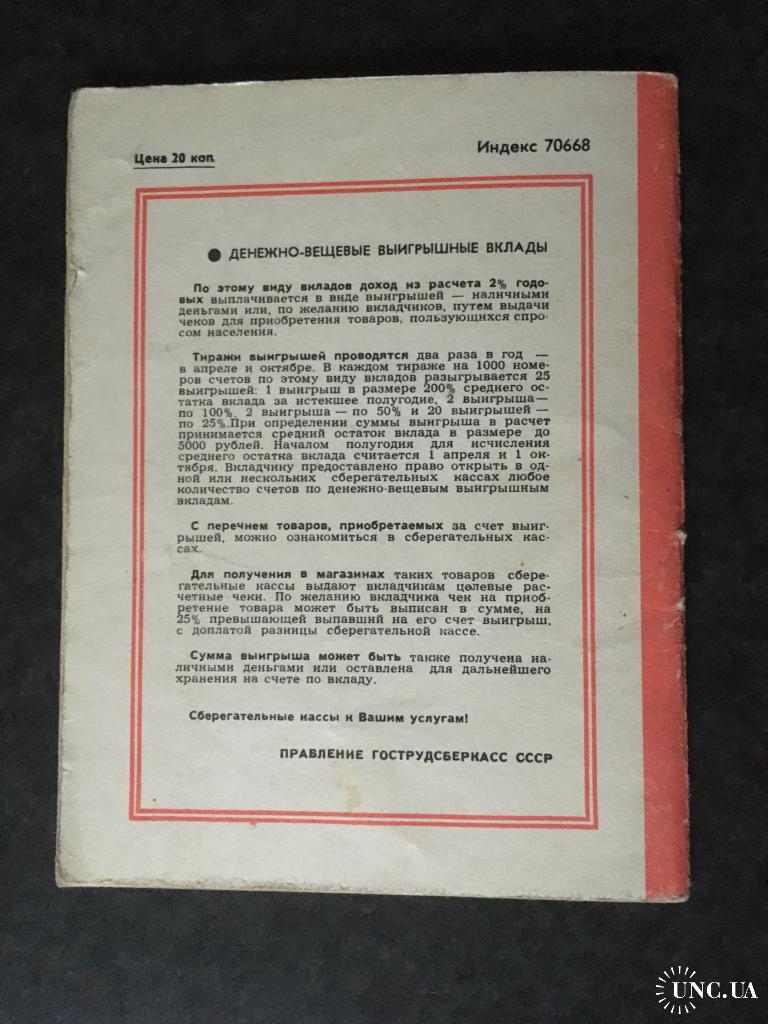 Цена 20 коп.
Индекс 70668
● ДЕНЕЖНО-ВЕЩЕВЫЕ ВЫИГРЫШНЫЕ ВКЛАДЫ
По этому виду вкладов доход из расчета 2% годо-
вых выплачивается в виде выигрышей — наличными
деньгами или, по желанию вкладчиков, путем выдачи
чеков для приобретения товаров, пользующихся спро-
сом населения.
Тиражи выигрышей проводятся два раза в год —
в апреле и октябре. В каждом тираже на 1000 номе-
ров счетов по этому виду вкладов разыгрывается 25
выигрышей: 1 выигрыш в размере 200% среднего ос-
татка вклада за истекшее полугодие, 2 выигрыша—
по 100%, 2 выигрыша — по 50% и 20 выигрышей —
по 25%.При определении суммы выигрыша в расчет
принимается средний остаток вклада в размере до
5000 рублей. Началом полугодия для исчисления
среднего остатка вклада считается 1 апреля и 1 ок-
тября. Вкладчику предоставлено право открыть в од-
ной или нескольких сберегательных кассах любое
количество счетов по денежно-вещевым выигрышным
вкладам.
С перечнем товаров, приобретаемых за счет выиг-
рышей, можно ознакомиться в сберегательных кас-
сах.
Для получения в магазинах таких товаров сбере-
гательные кассы выдают вкладчикам целевые рас-
четные чеки. По желанию вкладчика чек на приоб-
ретение товара может быть выписан в сумме, на
25% превышающей выпавший на его счет выигрыш,
с доплатой разницы сберегательной кассе.
Сумма выигрыша может быть также получена на-
личными деньгами или оставлена для дальнейшего
хранения на счете по вкладу.
Сберегательные кассы к Вашим услугам!
ПРАВЛЕНИЕ ГОСТРУДСБЕРКАСС СССР
UNC.UA